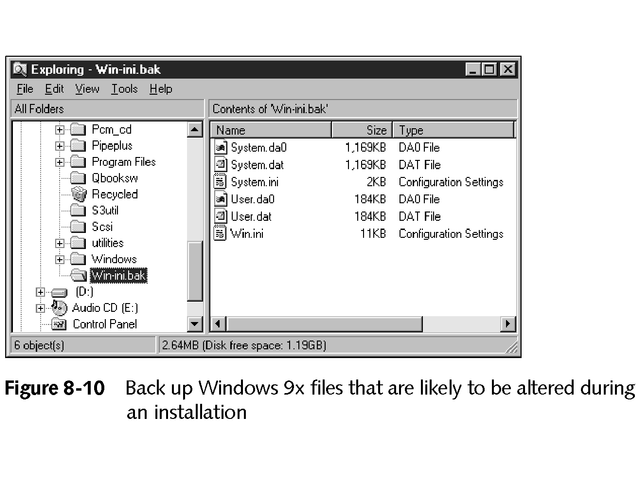 Exploring - Win-ini.bak
File Edit View Tools Help
All Folders
Contents of 'Win-ini.bak'
Pcm_cd
Pipeplus
Program Files
Qbooksw
Recycled
S3util
Scsi
utilities
Windows
Win-ini.bak
(D:)
Audio CD (E:)
Control Panel
Name Size Type
System.da0 1,169KB DA0 File
System.dat 1,169KB DAT File
System.ini 2KB Configuration Settings
User.da0 184KB DA0 File
User.dat 184KB DAT File
Win.ini 11KB Configuration Settings
6 object(s) 2.64MB (Disk free space: 1.19GB)
Figure 8-10 Back up Windows 9x files that are likely to be altered during
an installation